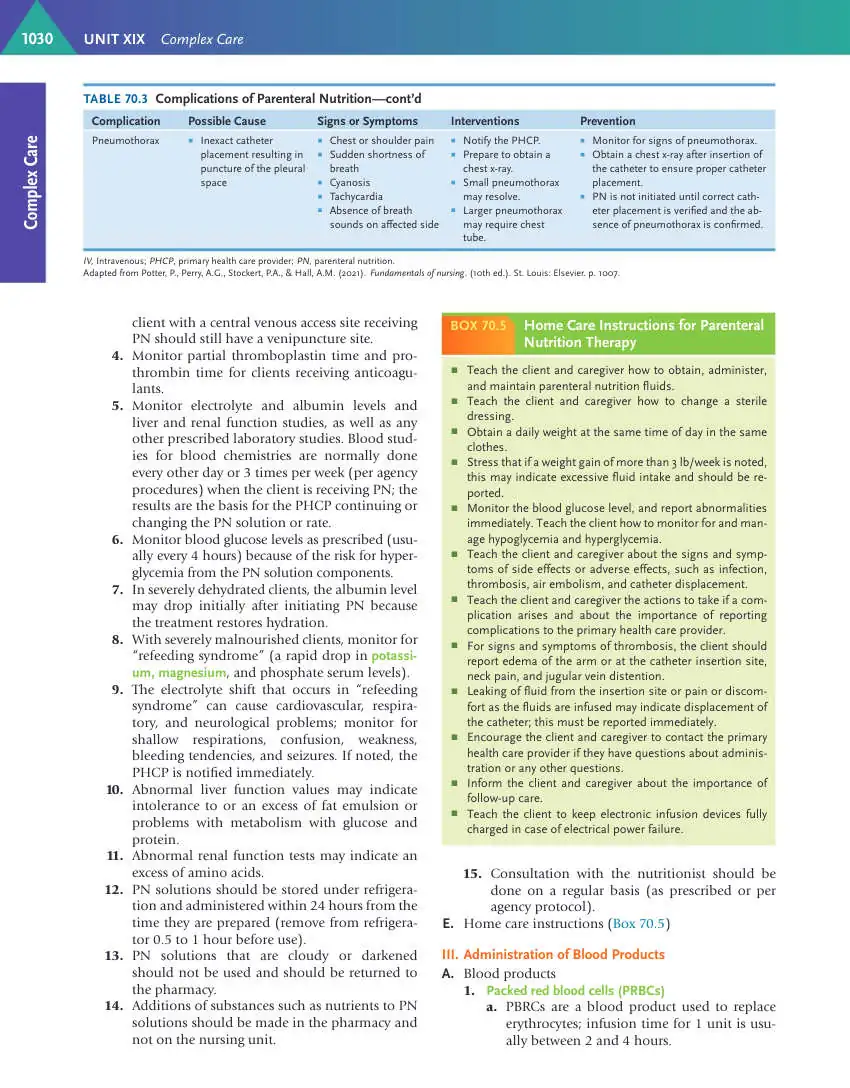 1030 UNIT XIX Complex Care
Complex Care
TABLE 70.3 Complications of Parenteral Nutrition—cont'd
Complication Possible Cause Signs or Symptoms Interventions Prevention
Pneumothorax
■ Inexact catheter
placement resulting in
puncture of the pleural
space
■ Chest or shoulder pain
■ Sudden shortness of
breath
■ Cyanosis
■ Tachycardia
■ Absence of breath
sounds on affected side
■ Notify the PHCP.
■ Prepare to obtain a
chest x-ray.
■ Small pneumothorax
may resolve.
■ Larger pneumothorax
may require chest
tube.
■ Monitor for signs of pneumothorax.
■ Obtain a chest x-ray after insertion of
the catheter to ensure proper catheter
placement.
■ PN is not initiated until correct cath-
eter placement is verified and the ab-
sence of pneumothorax is confirmed.
IV, Intravenous; PHCP, primary health care provider; PN, parenteral nutrition.
Adapted from Potter, P., Perry, A.G., Stockert, P.A., & Hall, A.M. (2021). Fundamentals of nursing. (10th ed.). St. Louis: Elsevier. p. 1007.
client with a central venous access site receiving
PN should still have a venipuncture site.
4. Monitor partial thromboplastin time and pro-
thrombin time for clients receiving anticoagu-
lants.
5. Monitor electrolyte and albumin levels and
liver and renal function studies, as well as any
other prescribed laboratory studies. Blood stud-
ies for blood chemistries are normally done
every other day or 3 times per week (per agency
procedures) when the client is receiving PN; the
results are the basis for the PHCP continuing or
changing the PN solution or rate.
6. Monitor blood glucose levels as prescribed (usu-
ally every 4 hours) because of the risk for hyper-
glycemia from the PN solution components.
7. In severely dehydrated clients, the albumin level
may drop initially after initiating PN because
the treatment restores hydration.
8. With severely malnourished clients, monitor for
“refeeding syndrome” (a rapid drop in potassi-
um, magnesium, and phosphate serum levels).
9. The electrolyte shift that occurs in “refeeding
syndrome” can cause cardiovascular, respira-
tory, and neurological problems; monitor for
shallow respirations, confusion, weakness,
bleeding tendencies, and seizures. If noted, the
PHCP is notified immediately.
10. Abnormal liver function values may indicate
intolerance to or an excess of fat emulsion or
problems with metabolism with glucose and
protein.
11. Abnormal renal function tests may indicate an
excess of amino acids.
12. PN solutions should be stored under refrigera-
tion and administered within 24 hours from the
time they are prepared (remove from refrigera-
tor 0.5 to 1 hour before use).
13. PN solutions that are cloudy or darkened
should not be used and should be returned to
the pharmacy.
14. Additions of substances such as nutrients to PN
solutions should be made in the pharmacy and
not on the nursing unit.
BOX 70.5 Home Care Instructions for Parenteral
Nutrition Therapy
■ Teach the client and caregiver how to obtain, administer,
and maintain parenteral nutrition fluids.
■ Teach the client and caregiver how to change a sterile
dressing.
■ Obtain a daily weight at the same time of day in the same
clothes.
■ Stress that if a weight gain of more than 3 lb/week is noted,
this may indicate excessive fluid intake and should be re-
ported.
■ Monitor the blood glucose level, and report abnormalities
immediately. Teach the client how to monitor for and man-
age hypoglycemia and hyperglycemia.
■ Teach the client and caregiver about the signs and symp-
toms of side effects or adverse effects, such as infection,
thrombosis, air embolism, and catheter displacement.
■ Teach the client and caregiver the actions to take if a com-
plication arises and about the importance of reporting
complications to the primary health care provider.
■ For signs and symptoms of thrombosis, the client should
report edema of the arm or at the catheter insertion site,
neck pain, and jugular vein distention.
■ Leaking of fluid from the insertion site or pain or discom-
fort as the fluids are infused may indicate displacement of
the catheter; this must be reported immediately.
■ Encourage the client and caregiver to contact the primary
health care provider if they have questions about adminis-
tration or any other questions.
■ Inform the client and caregiver about the importance of
follow-up care.
■ Teach the client to keep electronic infusion devices fully
charged in case of electrical power failure.
15. Consultation with the nutritionist should be
done on a regular basis (as prescribed or per
agency protocol).
E. Home care instructions (Box 70.5)
III. Administration of Blood Products
A. Blood products
1. Packed red blood cells (PRBCs)
a. PBRCs are a blood product used to replace
erythrocytes; infusion time for 1 unit is usu-
ally between 2 and 4 hours.